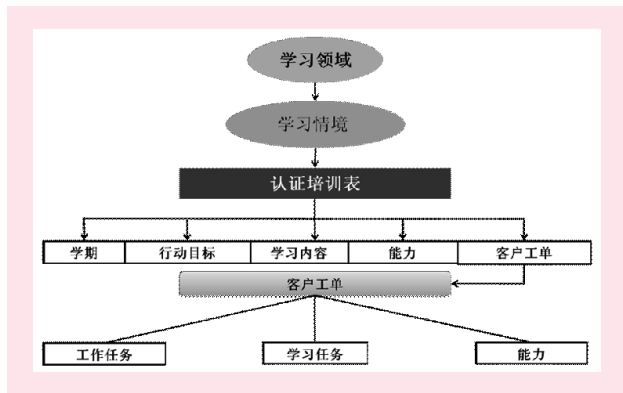 学习领域
学习情境
认证培训表
学期 行动目标 学习内容 能力 客户工单
客户工单
工作任务 学习任务 能力